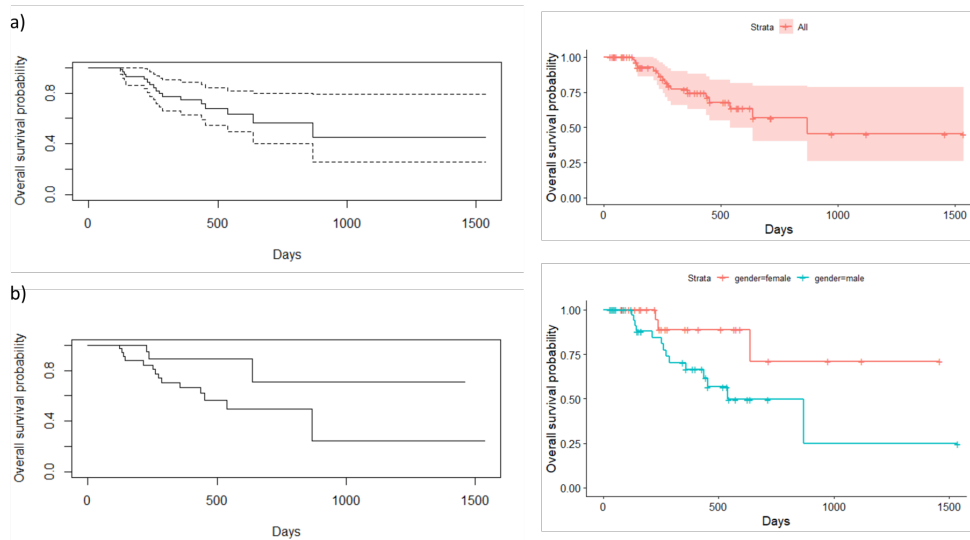 a)
Overall survival probability
0.8
0.4
0.0
0
500
1000
1500
Days
Strata All
Overall survival probability
1.00
0.75
0.50
0.25
0.00
0
500
1000
1500
Days
b)
Overall survival probability
0.8
0.4
0.0
0
500
1000
1500
Days
Strata gender=female gender=male
Overall survival probability
1.00
0.75
0.50
0.25
0.00
0
500
1000
1500
Days